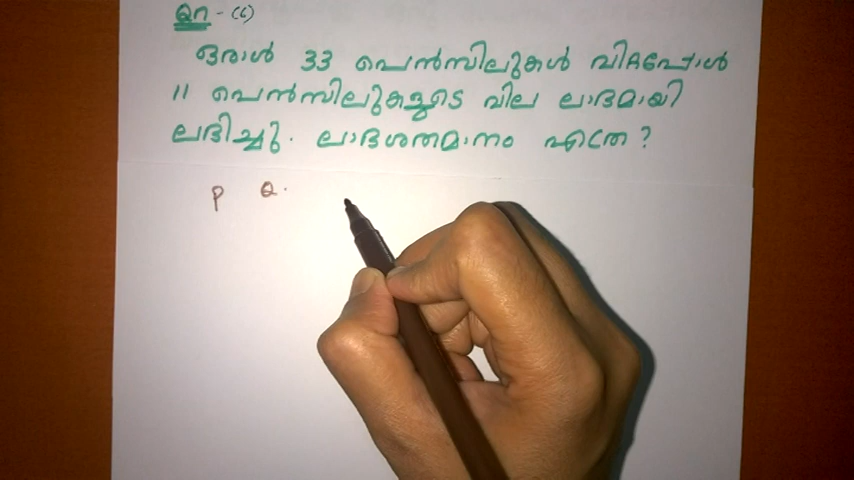 Qn - (6)
ഒരാൾ 33 പെൻസിലുകൾ വിറ്റപ്പോൾ
11 പെൻസിലുകളുടെ വില ലാഭമായി
ലഭിച്ചു. ലാഭശതമാനം എത്ര?
P Q.